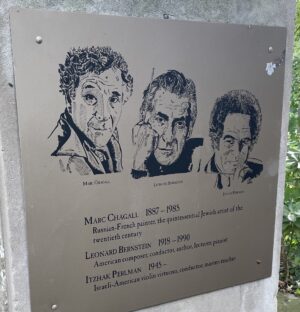 MARC CHAGALL
LEONARD BERNSTEIN
ITZHAK PERLMAN
MARC CHAGALL 1887 – 1985
Russian-French painter, the quintessential Jewish artist of the
twentieth century
LEONARD BERNSTEIN 1918 – 1990
American composer, conductor, author, lecturer, pianist
ITZHAK PERLMAN 1945 –
Israeli-American violin virtuoso, conductor, master teacher